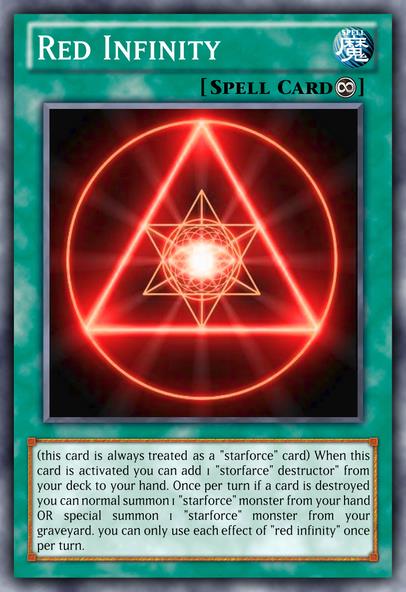 Red Infinity
SPELL
魔
[Spell Card]
(this card is always treated as a "starforce" card) When this
card is activated you can add 1 "storfarce" destructor" from
your deck to your hand. Once per turn if a card is destroyed
you can normal summon 1 "starforce" monster from your hand
OR special summon 1 "starforce" monster from your
graveyard. you can only use each effect of "red infinity" once
per turn.